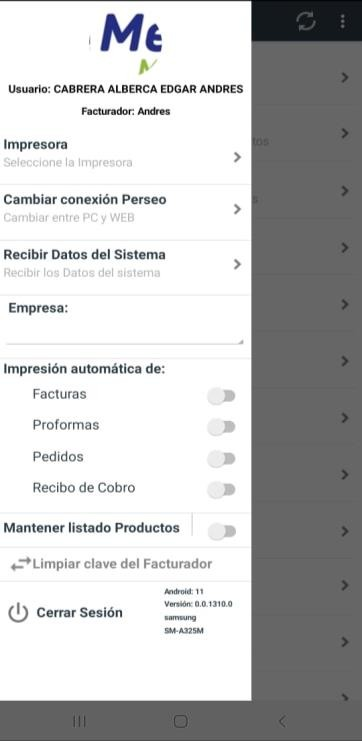 Me
Usuario: CABRERA ALBERCA EDGAR ANDRES
Facturador: Andres
Impresora
Seleccione la Impresora
tos
Cambiar conexión Perseo
Cambiar entre PC y WEB
s
Recibir Datos del Sistema
Recibir los Datos del sistema
Empresa:
Impresión automática de:
Facturas
Proformas
Pedidos
Recibo de Cobro
Mantener listado Productos
Limpiar clave del Facturador
Cerrar Sesión
Android: 11
Versión: 0.0.1310.0
samsung
SM-A325M